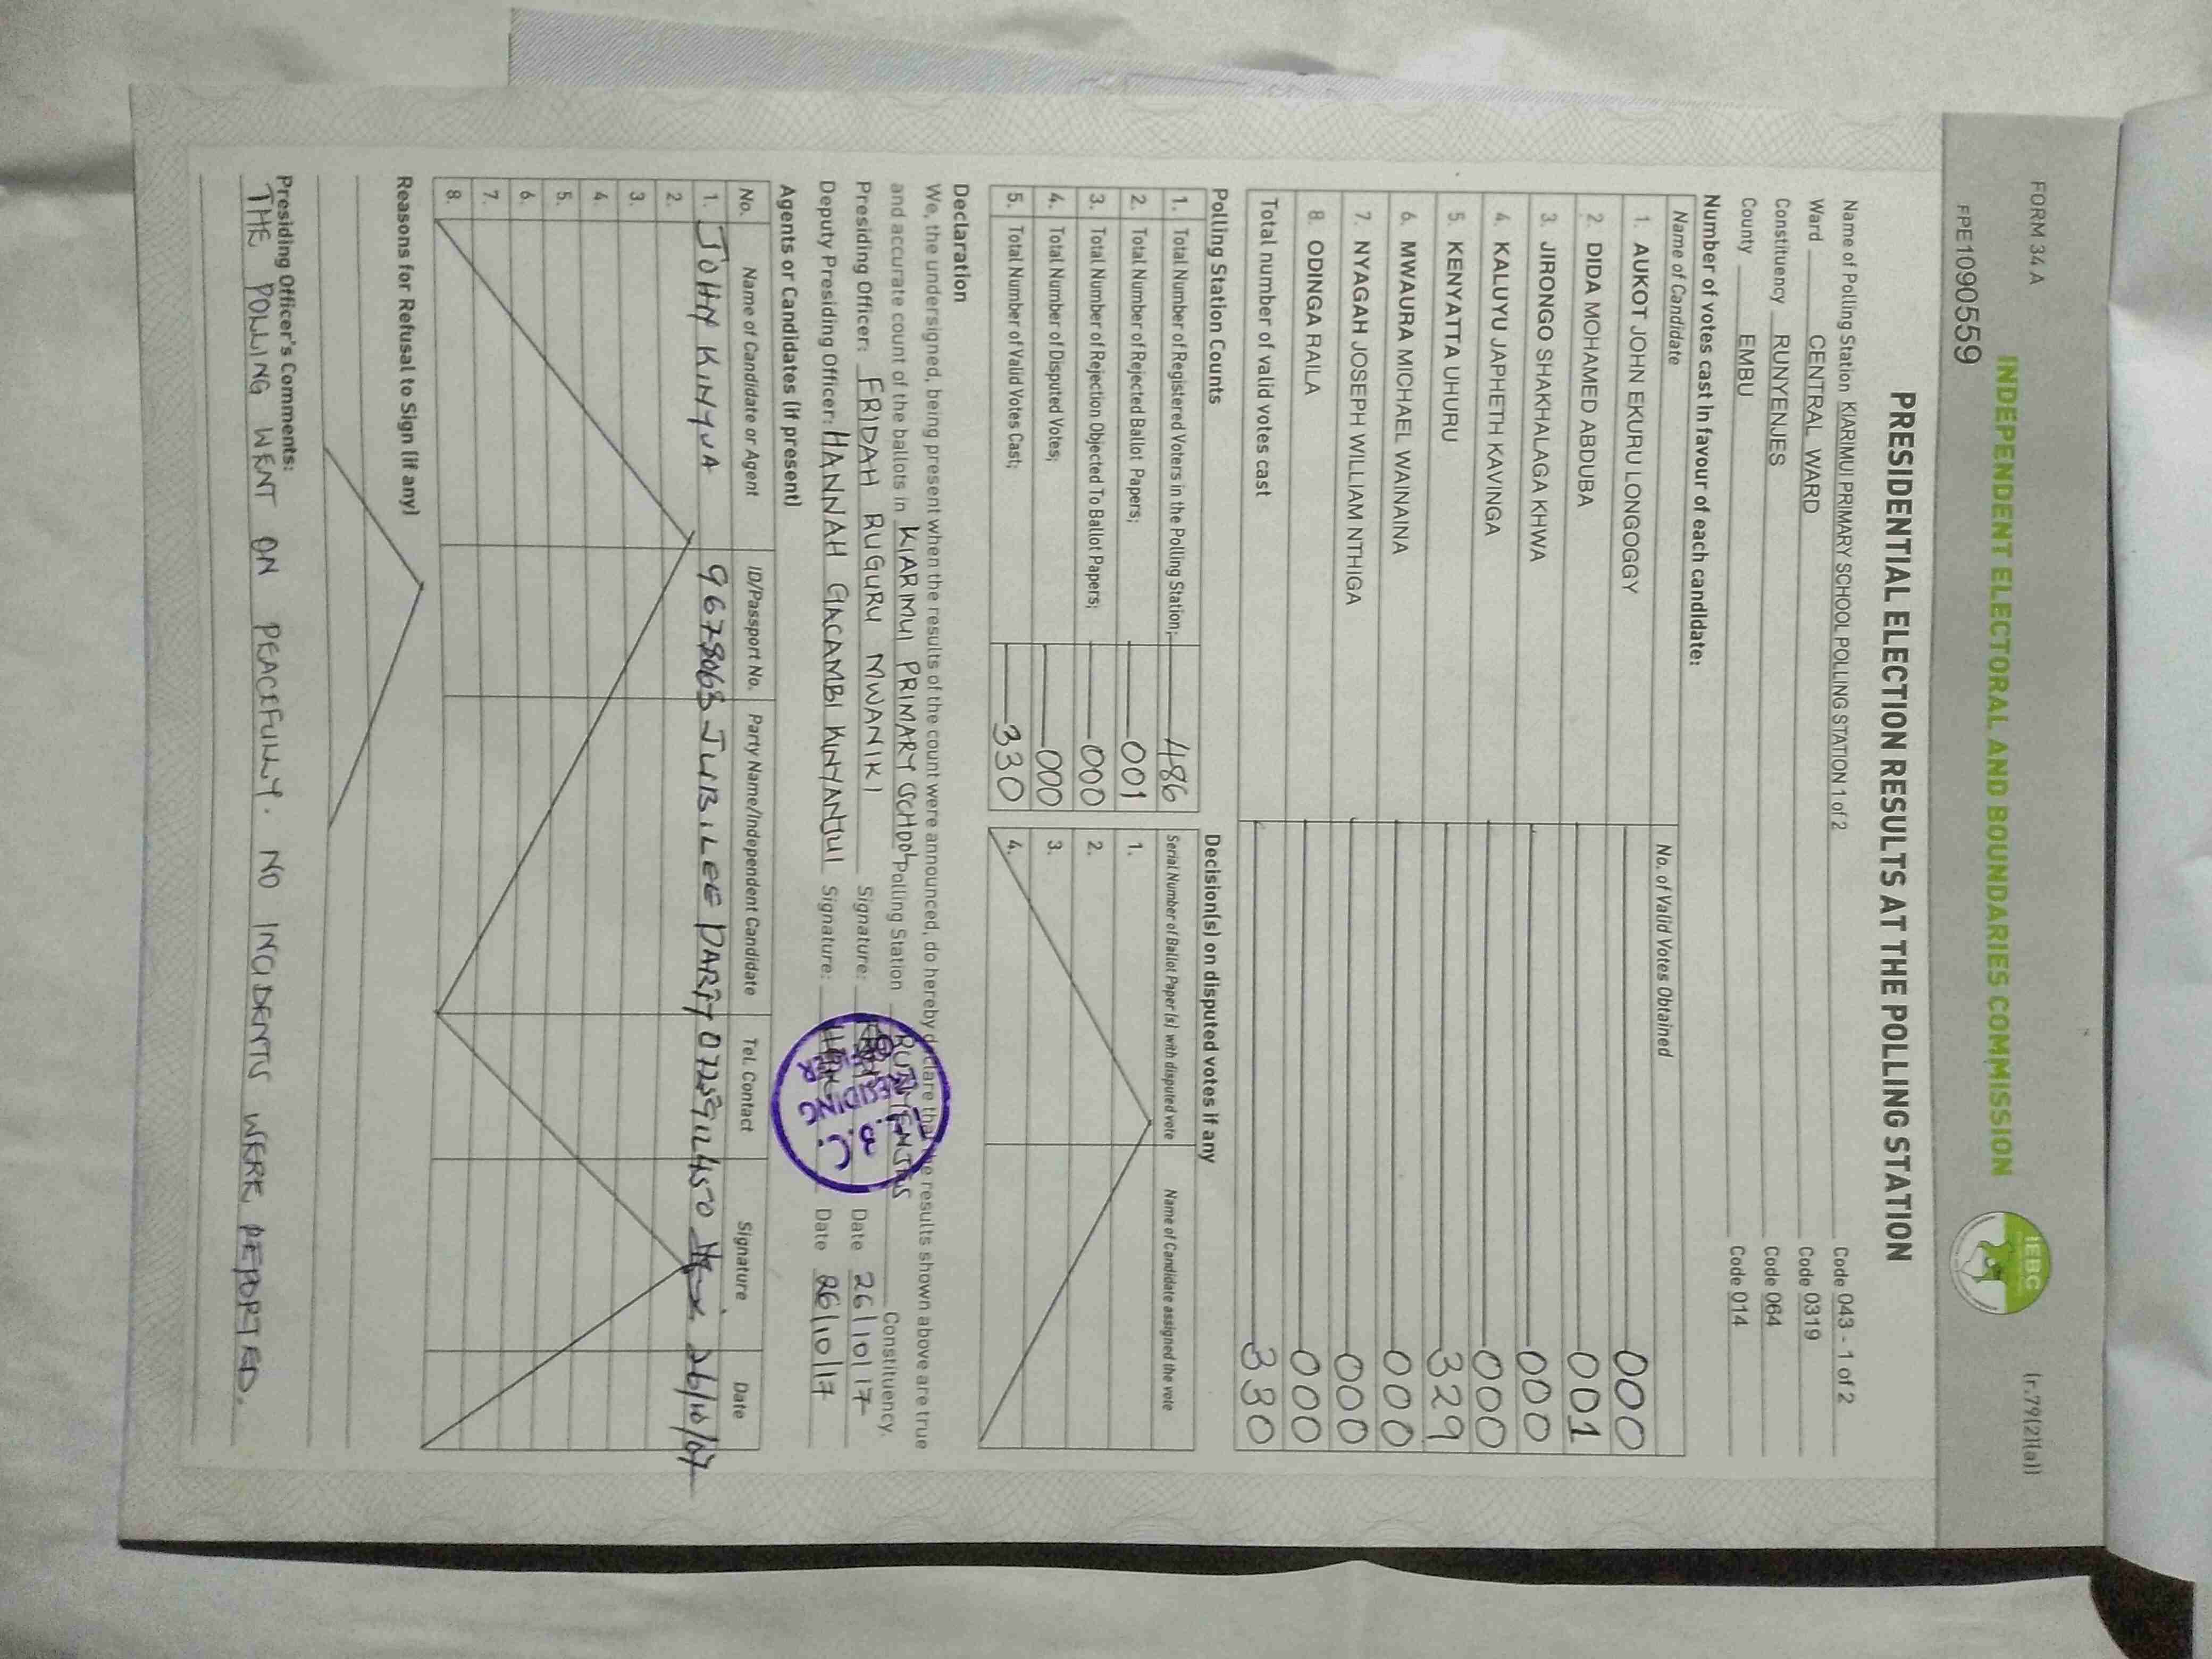 FORM 34 A
(r.79(2)(a))
INDEPENDENT ELECTORAL AND BOUNDARIES COMMISSION
IEBC
FPE1090559
PRESIDENTIAL ELECTION RESULTS AT THE POLLING STATION
Name of Polling Station KIARIMUI PRIMARY SCHOOL POLLING STATION 1 of 2 Code 043 - 1 of 2
Ward CENTRAL WARD Code 0319
Constituency RUNYENJES Code 064
County EMBU Code 014
Number of votes cast in favour of each candidate:
Name of Candidate No. of Valid Votes Obtained
1. AUKOT JOHN EKURU LONGOGGY 000
2. DIDA MOHAMED ABDUBA 001
3. JIRONGO SHAKHALAGA KHWA 000
4. KALUYU JAPHETH KAVINGA 000
5. KENYATTA UHURU 329
6. MWAURA MICHAEL WAINAINA 000
7. NYAGAH JOSEPH WILLIAM NTHIGA 000
8. ODINGA RAILA 000
Total number of valid votes cast 330
Polling Station Counts
1. Total Number of Registered Voters in the Polling Station; 486
2. Total Number of Rejected Ballot Papers; 001
3. Total Number of Rejection Objected To Ballot Papers; 000
4. Total Number of Disputed Votes; 000
5. Total Number of Valid Votes Cast; 330
Decision(s) on disputed votes if any
Serial Number of Ballot Paper (s) with disputed vote Name of Candidate assigned the vote
1.
2.
3.
4.
Declaration
We, the undersigned, being present when the results of the count were announced, do hereby declare that the results shown above are true
and accurate count of the ballots in KIARIMUI PRIMARY SCHOOL Polling Station RUNYENJES Constituency.
Presiding Officer: FRIDAH RUGURU MWANIKI Signature: Date 26/10/17
Deputy Presiding Officer: HANNAH GACAMBI KINYANJUI Signature: Date 26/10/17
PRESIDING
Agents or Candidates (if present)
No. Name of Candidate or Agent ID/Passport No. Party Name/Independent Candidate Tel. Contact Signature Date
1. JOHN KINYUA JUBILEE PARTY
2.
3.
4.
5.
6.
7.
8.
Reasons for Refusal to Sign (if any)
Presiding Officer's Comments:
THE POLLING WENT ON PEACEFULLY. NO INCIDENTS WERE REPORTED.